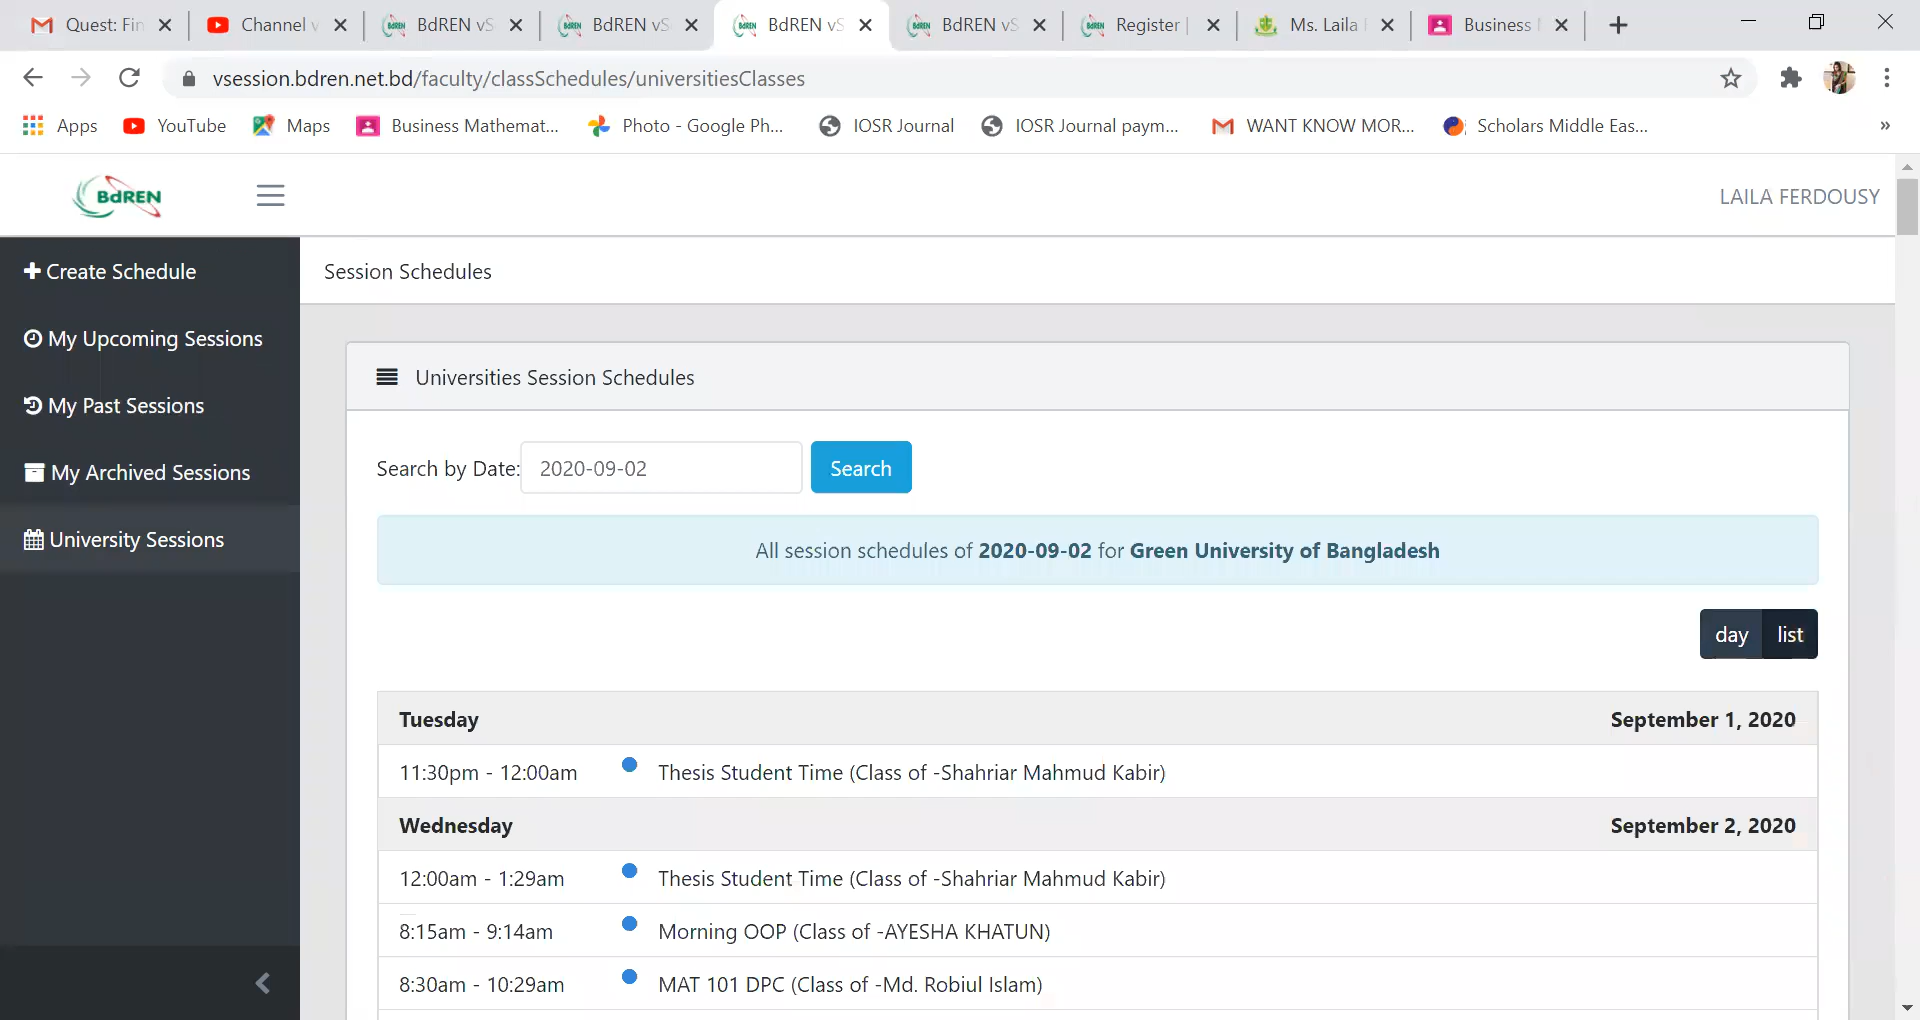 Quest: Fin
Channel v
BdREN vS
BdREN vS
BdREN vS
BdREN vS
Register |
Ms. Laila F
Business M
vsession.bdren.net.bd/faculty/classSchedules/universitiesClasses
Apps
YouTube
Maps
Business Mathemat...
Photo - Google Ph...
IOSR Journal
IOSR Journal paym...
WANT KNOW MOR...
Scholars Middle Eas...
BdREN
LAILA FERDOUSY
Create Schedule
My Upcoming Sessions
My Past Sessions
My Archived Sessions
University Sessions
Session Schedules
Universities Session Schedules
Search by Date: 2020-09-02 Search
All session schedules of 2020-09-02 for Green University of Bangladesh
day list
Tuesday September 1, 2020
11:30pm - 12:00am Thesis Student Time (Class of -Shahriar Mahmud Kabir)
Wednesday September 2, 2020
12:00am - 1:29am Thesis Student Time (Class of -Shahriar Mahmud Kabir)
8:15am - 9:14am Morning OOP (Class of -AYESHA KHATUN)
8:30am - 10:29am MAT 101 DPC (Class of -Md. Robiul Islam)